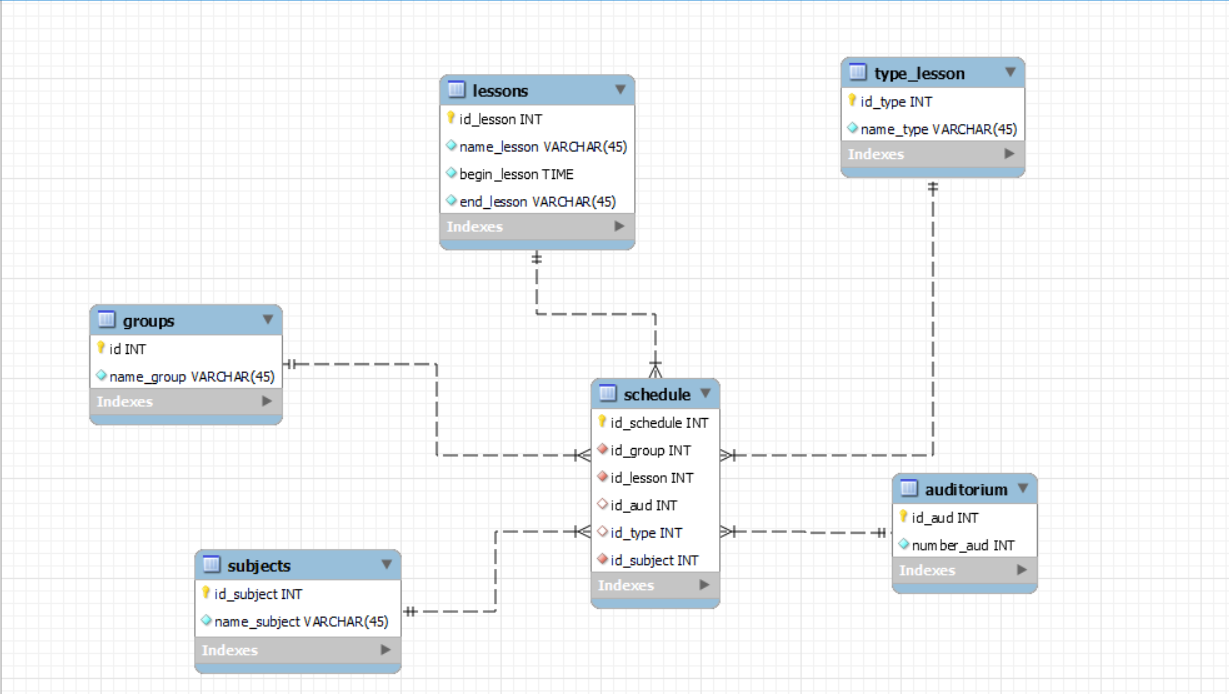 lessons
id_lesson INT
name_lesson VARCHAR(45)
begin_lesson TIME
end_lesson VARCHAR(45)
Indexes
type_lesson
id_type INT
name_type VARCHAR(45)
Indexes
groups
id INT
name_group VARCHAR(45)
Indexes
schedule
id_schedule INT
id_group INT
id_lesson INT
id_aud INT
id_type INT
id_subject INT
Indexes
auditorium
id_aud INT
number_aud INT
Indexes
subjects
id_subject INT
name_subject VARCHAR(45)
Indexes